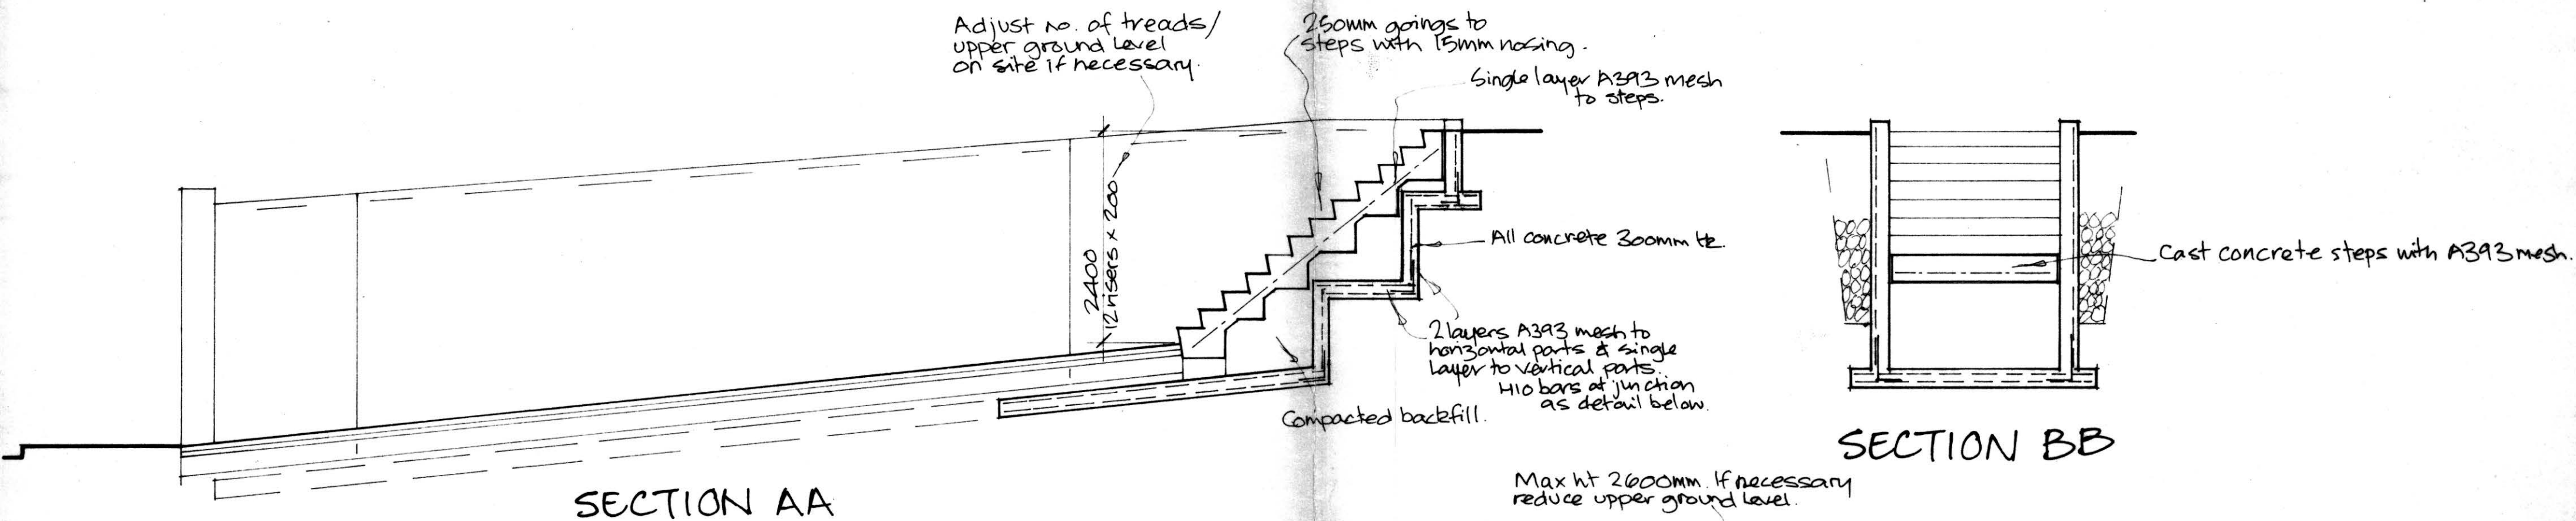 Adjust no. of treads/
upper ground level
on site if necessary.
250mm goings to
steps with 15mm nosing.
Single layer A393 mesh
to steps.
2400
12 risers x 200
All concrete 300mm tk.
2 layers A393 mesh to
horizontal parts & single
layer to vertical parts.
H10 bars at junction
as detail below.
Compacted backfill.
SECTION AA
Cast concrete steps with A393 mesh.
SECTION BB
Max ht 2600mm. If necessary
reduce upper ground level.